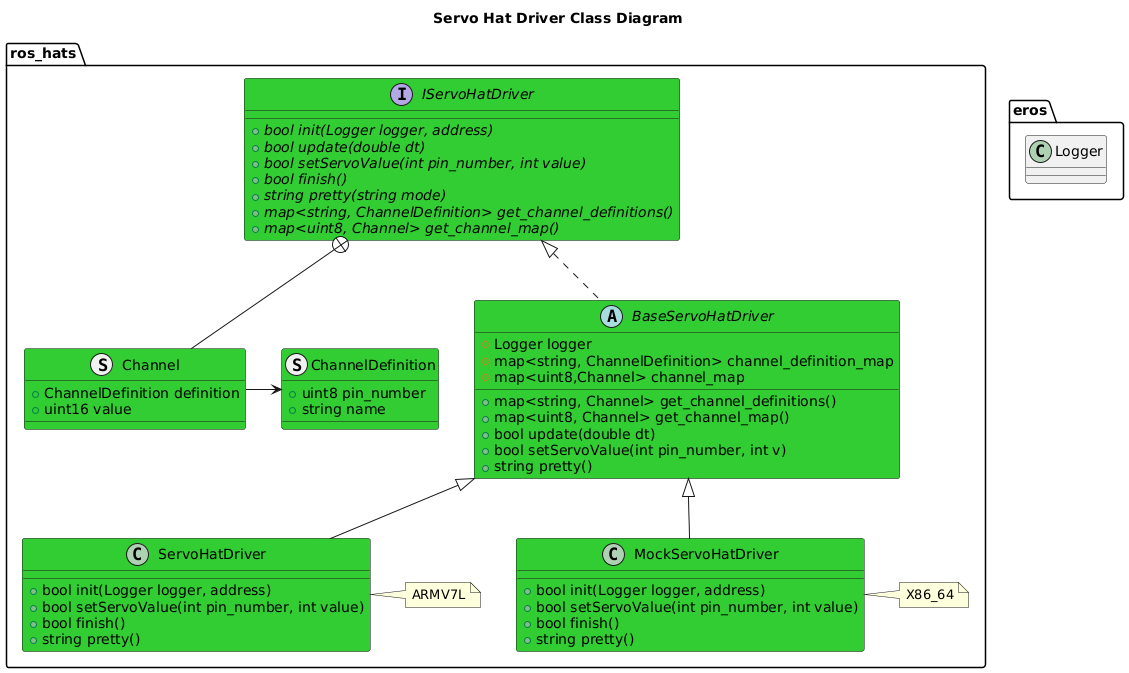 Servo Hat Driver Class Diagram
ros_hats
I IServoHatDriver
bool init(Logger logger, address)
bool update(double dt)
bool setServoValue(int pin_number, int value)
bool finish()
string pretty(string mode)
map<string, ChannelDefinition> get_channel_definitions()
map<uint8, Channel> get_channel_map()
eros
C Logger
A BaseServoHatDriver
Logger logger
map<string, ChannelDefinition> channel_definition_map
map<uint8,Channel> channel_map
map<string, Channel> get_channel_definitions()
map<uint8, Channel> get_channel_map()
bool update(double dt)
bool setServoValue(int pin_number, int v)
string pretty()
S Channel
ChannelDefinition definition
uint16 value
S ChannelDefinition
uint8 pin_number
string name
C ServoHatDriver
bool init(Logger logger, address)
bool setServoValue(int pin_number, int value)
bool finish()
string pretty()
ARMV7L
C MockServoHatDriver
bool init(Logger logger, address)
bool setServoValue(int pin_number, int value)
bool finish()
string pretty()
X86_64